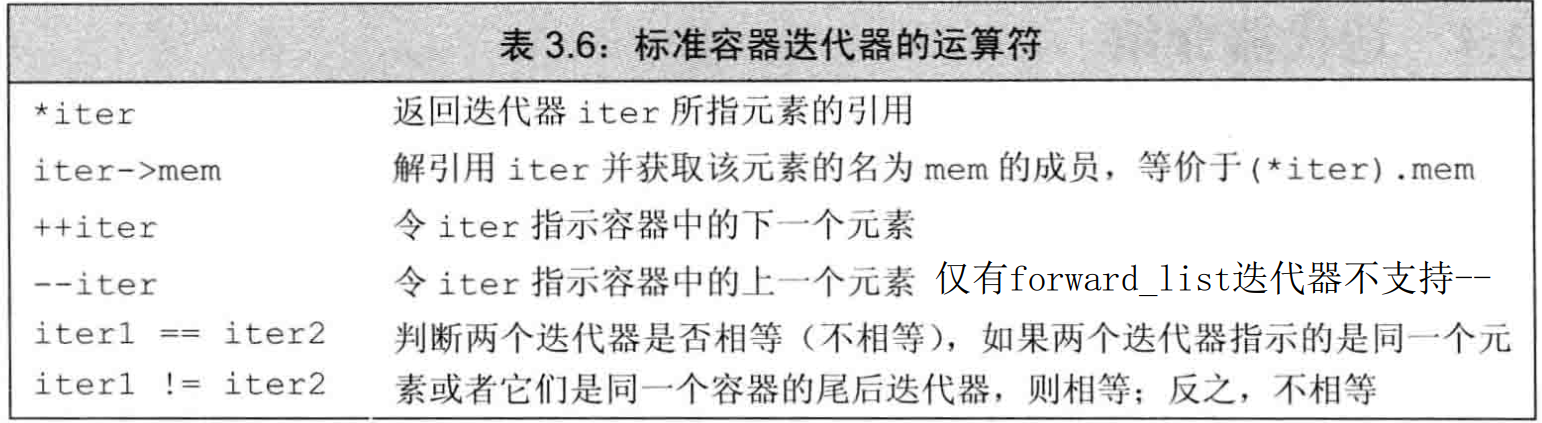 表 3.6：标准容器迭代器的运算符
*iter 返回迭代器 iter 所指元素的引用
iter->mem 解引用 iter 并获取该元素的名为 mem 的成员，等价于(*iter).mem
++iter 令 iter 指示容器中的下一个元素
--iter 令 iter 指示容器中的上一个元素 仅有forward_list迭代器不支持--
iter1 == iter2 判断两个迭代器是否相等（不相等），如果两个迭代器指示的是同一个元
iter1 != iter2 素或者它们是同一个容器的尾后迭代器，则相等；反之，不相等